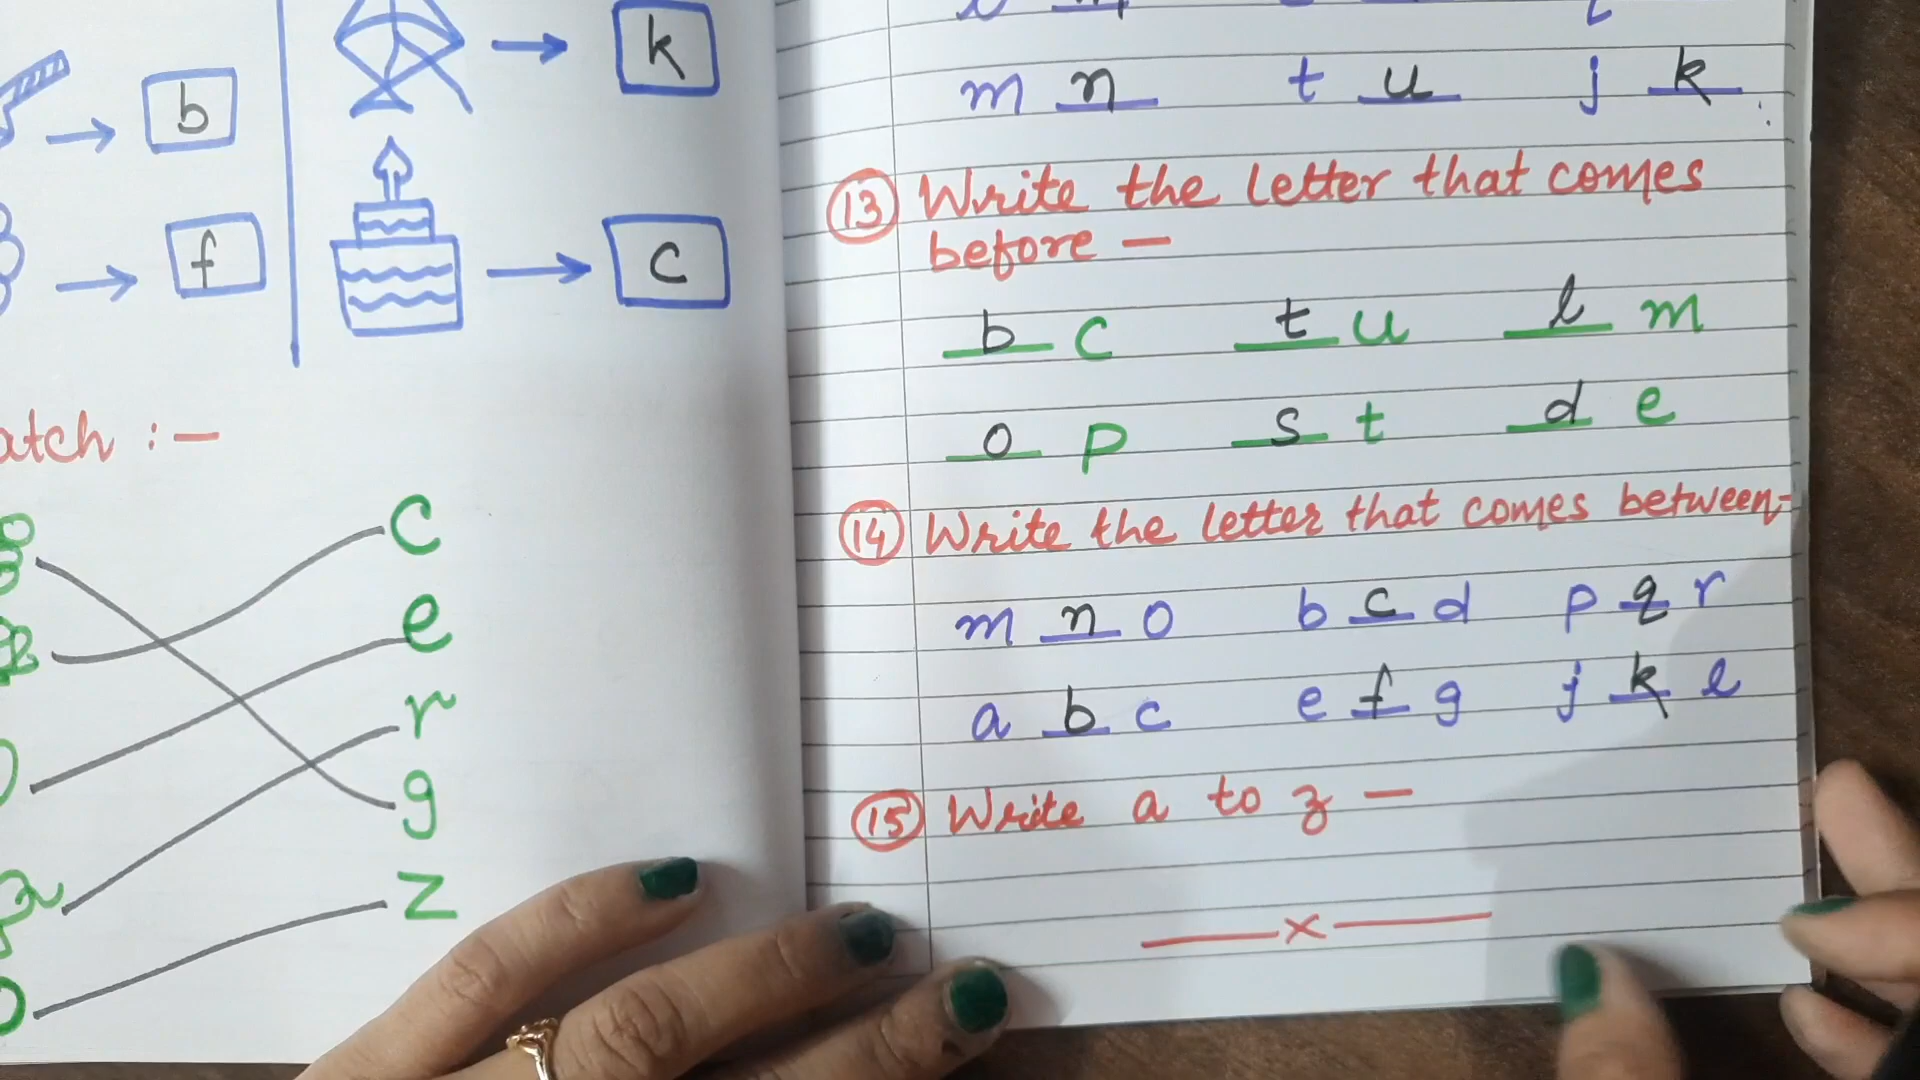 b
k
f
c
atch :-
c
e
r
g
z
m n t u j k
13 Write the letter that comes
before —
b c t u l m
o p s t d e
14 Write the letter that comes between-
m n o b c d p q r
a b c e f g j k l
15 Write a to z —
x